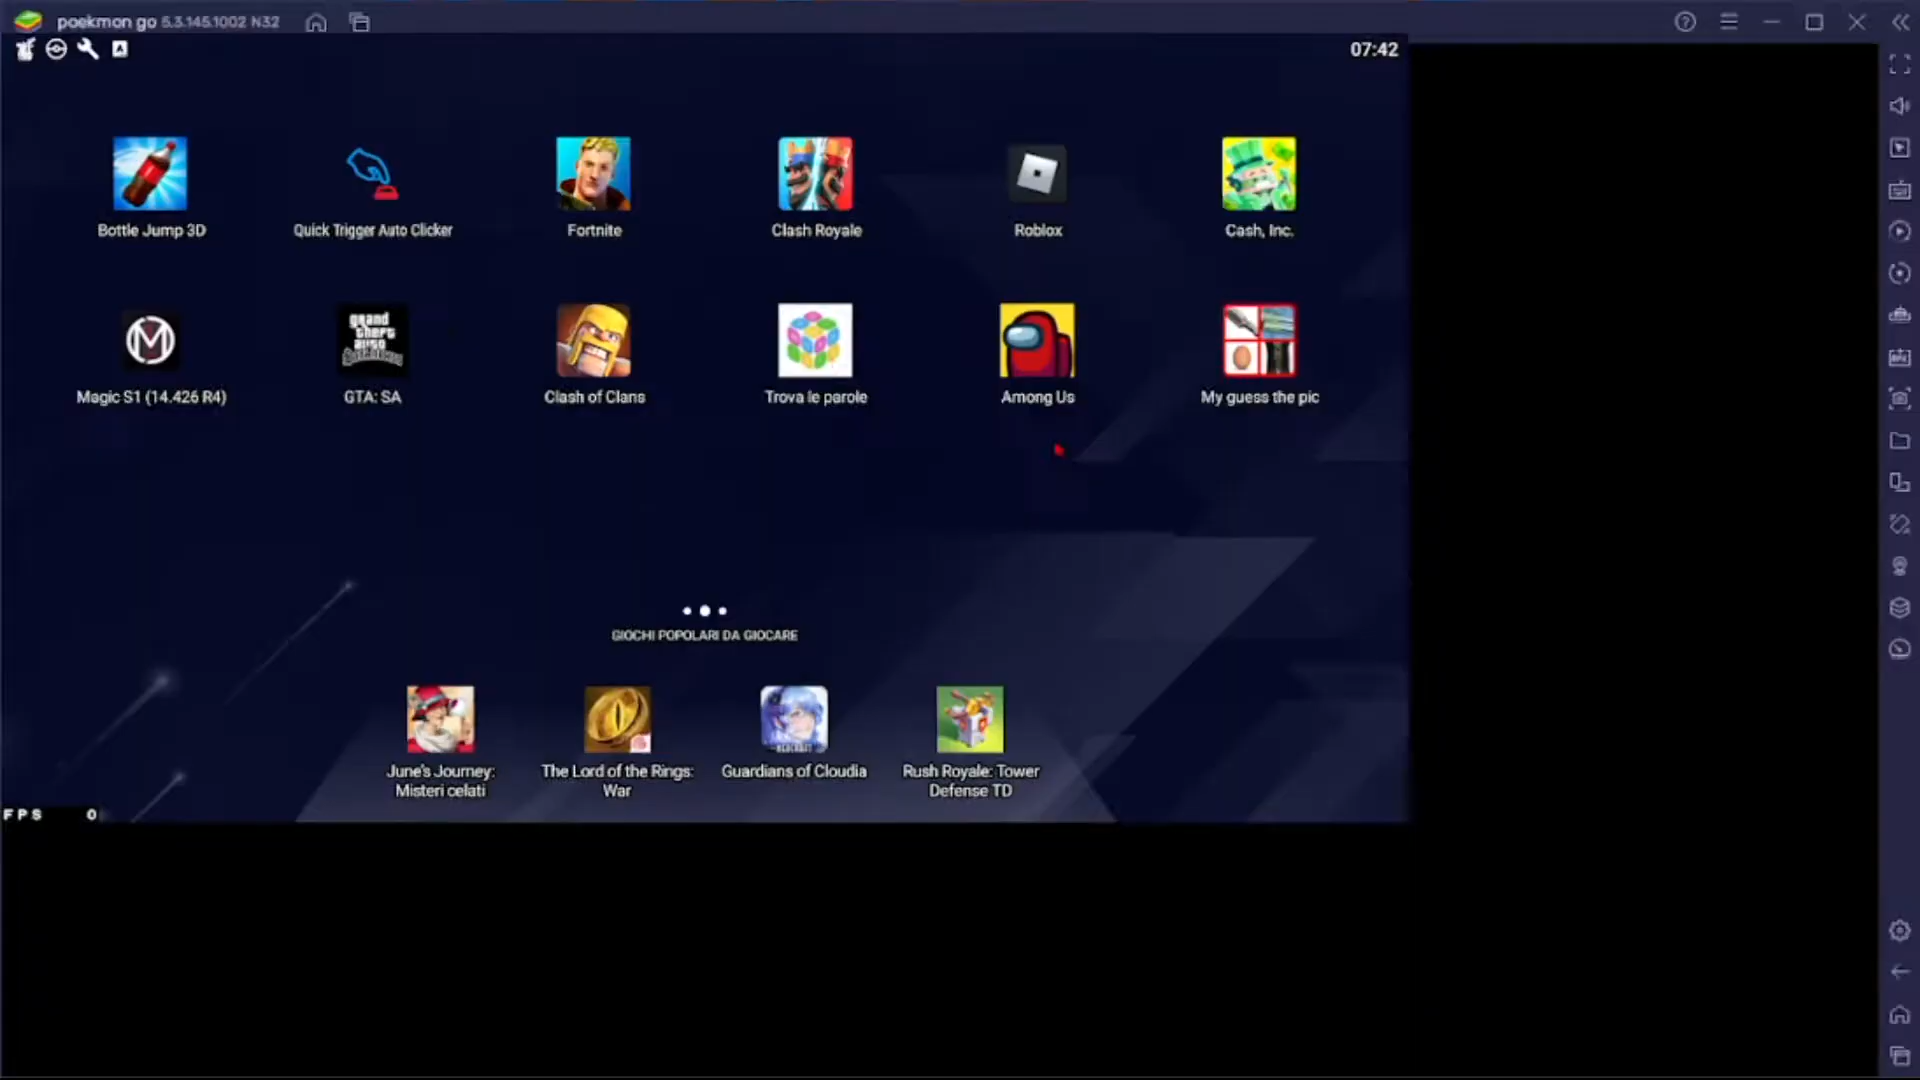 poekmon go 5.3.145.1002 N32
07:42
Bottle Jump 3D
Quick Trigger Auto Clicker
Fortnite
Clash Royale
Roblox
Cash, Inc.
grand
theft
auto
Magic S1 (14.426 R4)
GTA: SA
Clash of Clans
Trova le parole
Among Us
My guess the pic
GIOCHI POPOLARI DA GIOCARE
June's Journey:
Misteri celati
The Lord of the Rings:
War
Guardians of Cloudia
Rush Royale: Tower
Defense TD
FPS 0